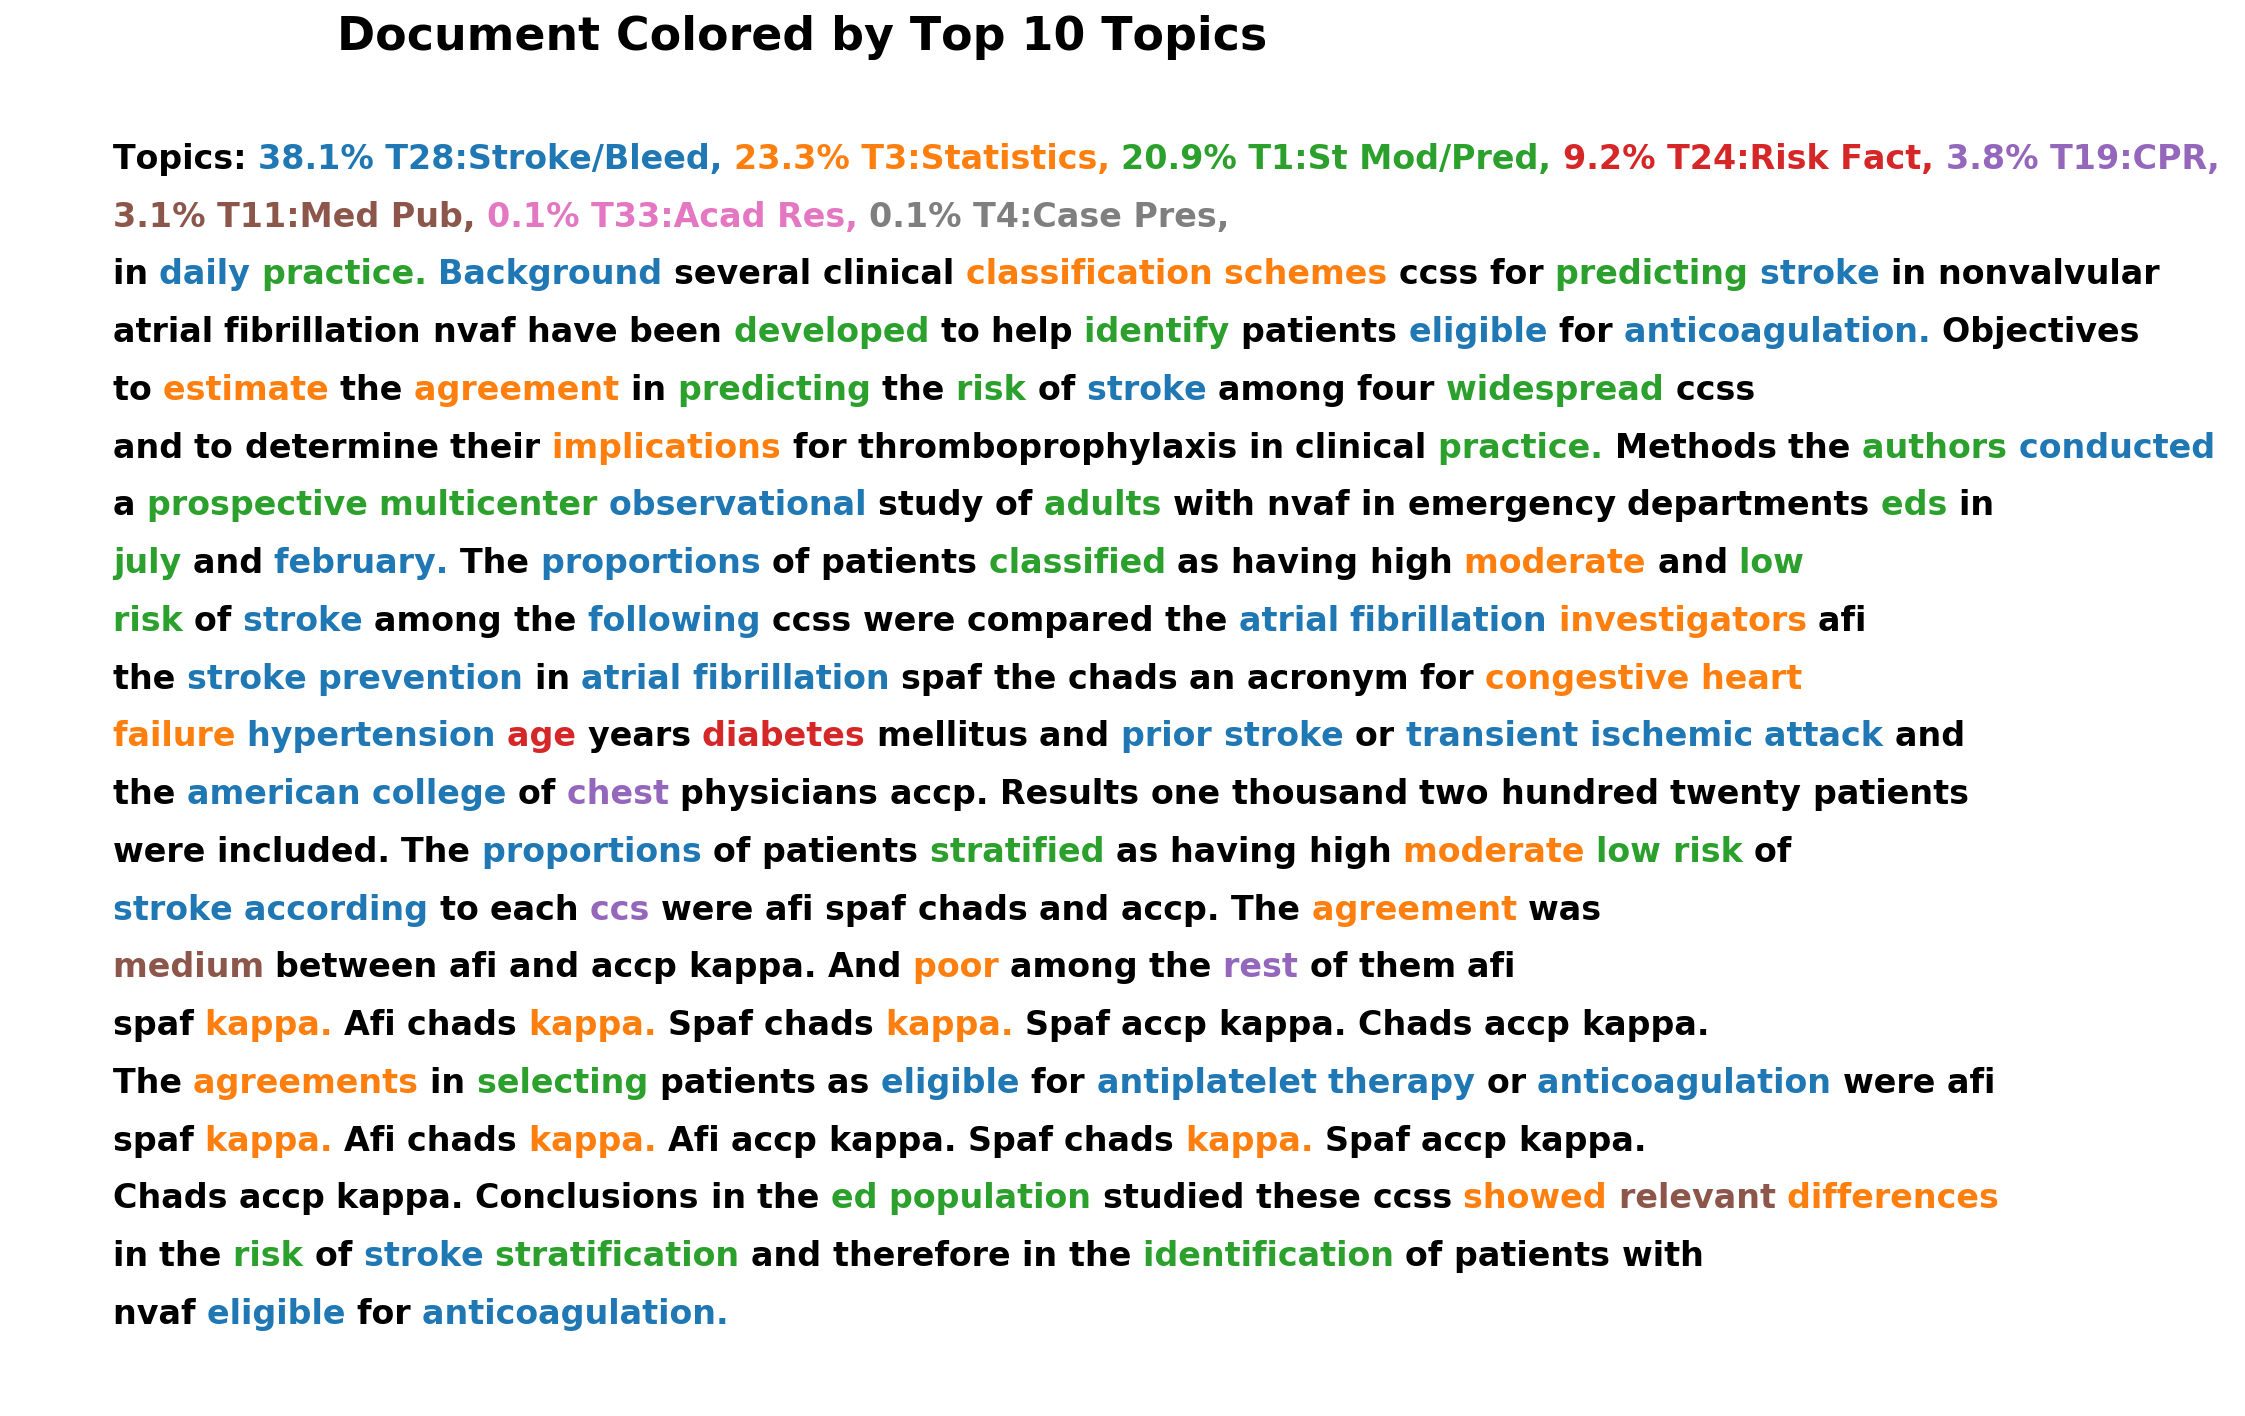 Document Colored by Top 10 Topics
Topics: 38.1% T28:Stroke/Bleed, 23.3% T3:Statistics, 20.9% T1:St Mod/Pred, 9.2% T24:Risk Fact, 3.8% T19:CPR,
3.1% T11:Med Pub, 0.1% T33:Acad Res, 0.1% T4:Case Pres,
in daily practice. Background several clinical classification schemes ccss for predicting stroke in nonvalvular
atrial fibrillation nvaf have been developed to help identify patients eligible for anticoagulation. Objectives
to estimate the agreement in predicting the risk of stroke among four widespread ccss
and to determine their implications for thromboprophylaxis in clinical practice. Methods the authors conducted
a prospective multicenter observational study of adults with nvaf in emergency departments eds in
july and february. The proportions of patients classified as having high moderate and low
risk of stroke among the following ccss were compared the atrial fibrillation investigators afi
the stroke prevention in atrial fibrillation spaf the chads an acronym for congestive heart
failure hypertension age years diabetes mellitus and prior stroke or transient ischemic attack and
the american college of chest physicians accp. Results one thousand two hundred twenty patients
were included. The proportions of patients stratified as having high moderate low risk of
stroke according to each ccs were afi spaf chads and accp. The agreement was
medium between afi and accp kappa. And poor among the rest of them afi
spaf kappa. Afi chads kappa. Spaf chads kappa. Spaf accp kappa. Chads accp kappa.
The agreements in selecting patients as eligible for antiplatelet therapy or anticoagulation were afi
spaf kappa. Afi chads kappa. Afi accp kappa. Spaf chads kappa. Spaf accp kappa.
Chads accp kappa. Conclusions in the ed population studied these ccss showed relevant differences
in the risk of stroke stratification and therefore in the identification of patients with
nvaf eligible for anticoagulation.